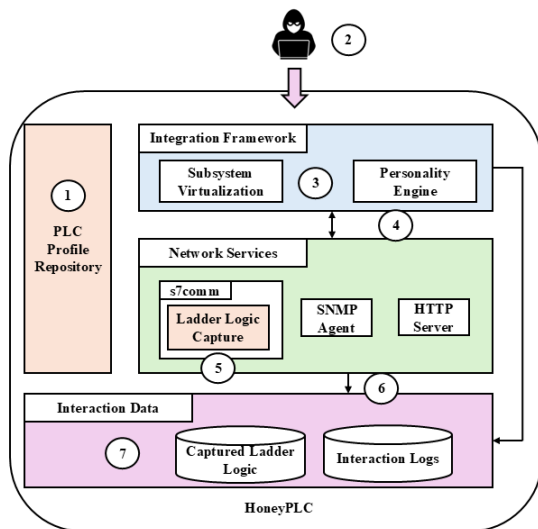 2
Integration Framework
Subsystem
Virtualization
3
Personality
Engine
1
PLC
Profile
Repository
4
Network Services
s7comm
Ladder Logic
Capture
SNMP
Agent
HTTP
Server
5
6
Interaction Data
7
Captured Ladder
Logic
Interaction Logs
HoneyPLC